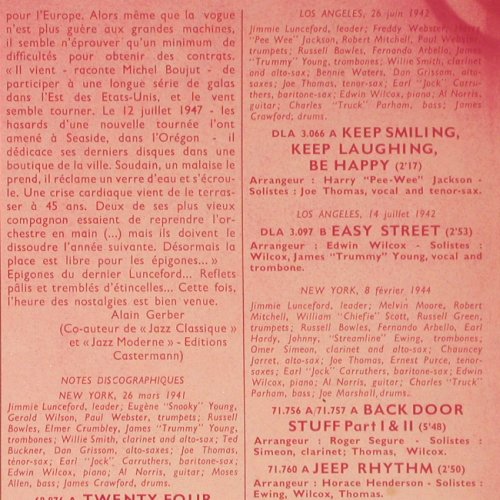 pour l'Europe. Alors même que la vogue
n'est plus guère aux grandes machines,
il semble n'éprouver qu'un minimum de
difficultés pour obtenir des contrats.
« Il vient - raconte Michel Boujut - de
participer à une longue série de galas
dans l'Est des Etats-Unis, et le vent
semble tourner. Le 12 juillet 1947 - les
hasards d'une nouvelle tournée l'ont
amené à Seaside, dans l'Orégon - il
dédicace ses derniers disques dans une
boutique de la ville. Soudain, un malaise le
prend, il réclame un verre d'eau et s'écrou-
le. Une crise cardiaque vient de le terras-
ser à 45 ans. Deux de ses plus vieux
compagnon essaient de reprendre l'or-
chestre en main (...) mais ils doivent le
dissoudre l'année suivante. Désormais la
place est libre pour les épigones... »
Epigones du dernier Lunceford... Reflets
pâlis et tremblés d'étincelles... Cette fois,
l'heure des nostalgies est bien venue.
Alain Gerber
(Co-auteur de « Jazz Classique »
et « Jazz Moderne » - Editions
Castermann)
NOTES DISCOGRAPHIQUES
NEW YORK, 26 mars 1941
Jimmie Lunceford, leader; Eugène "Snooky" Young,
Gerald Wilson, Paul Webster, trumpets; Russell
Bowles, Elmer Crumbley, James "Trummy" Young,
trombones; Willie Smith, clarinet and alto-sax; Ted
Buckner, Dan Grissom, alto-saxes; Joe Thomas,
tenor-sax; Earl "Jack" Carruthers, baritone-sax;
Edwin Wilcox, piano; Al Norris, guitar; Moses
Allen, bass; James Crawford, drums.
TWENTY FOUR
LOS ANGELES, 26 juin 1942
Jimmie Lunceford, leader; Freddy Webster,
"Pee Wee" Jackson, Robert Mitchell, Paul Webster,
trumpets; Russell Bowles, Fernando Arbello, James
"Trummy" Young, trombones; Willie Smith, clarinet
and alto-sax; Bennie Waters, Dan Grissom, alto-
saxes; Joe Thomas, tenor-sax; Earl "Jack" Carru-
thers, baritone-sax; Edwin Wilcox, piano; Al Norris,
guitar; Charles "Truck" Parham, bass; James
Crawford, drums.
DLA 3.066 A KEEP SMILING,
KEEP LAUGHING,
BE HAPPY (2'17)
Arrangeur : Harry "Pee-Wee" Jackson -
Solistes : Joe Thomas, vocal and tenor-sax.
LOS ANGELES, 14 juillet 1942
DLA 3.097 B EASY STREET (2'53)
Arrangeur : Edwin Wilcox - Solistes :
Wilcox, James "Trummy" Young, vocal and
trombone.
NEW YORK, 8 février 1944
Jimmie Lunceford, leader; Melvin Moore, Robert
Mitchell, William "Chiefie" Scott, Russell Green,
trumpets; Russell Bowles, Fernando Arbello, Earl
Hardy, Johnny, "Streamline" Ewing, trombones;
Omer Simeon, clarinet and alto-sax; Chauncey
Jarret, alto-sax; Joe Thomas, Ernest Purce, tenor-
saxes; Earl "Jock" Carruthers, baritone-sax; Edwin
Wilcox, piano; Al Norris, guitar; Charles "Truck"
Parham, bass; Joe Marshall, drums.
71.756 A 71.757 A BACK DOOR
STUFF Part I & II (5'48)
Arrangeur : Roger Segure - Solistes :
Simeon, clarinet; Thomas, Wilcox.
71.760 A JEEP RHYTHM (2'50)
Arrangeur : Horace Henderson - Solistes :
Ewing, Wilcox, Thomas.